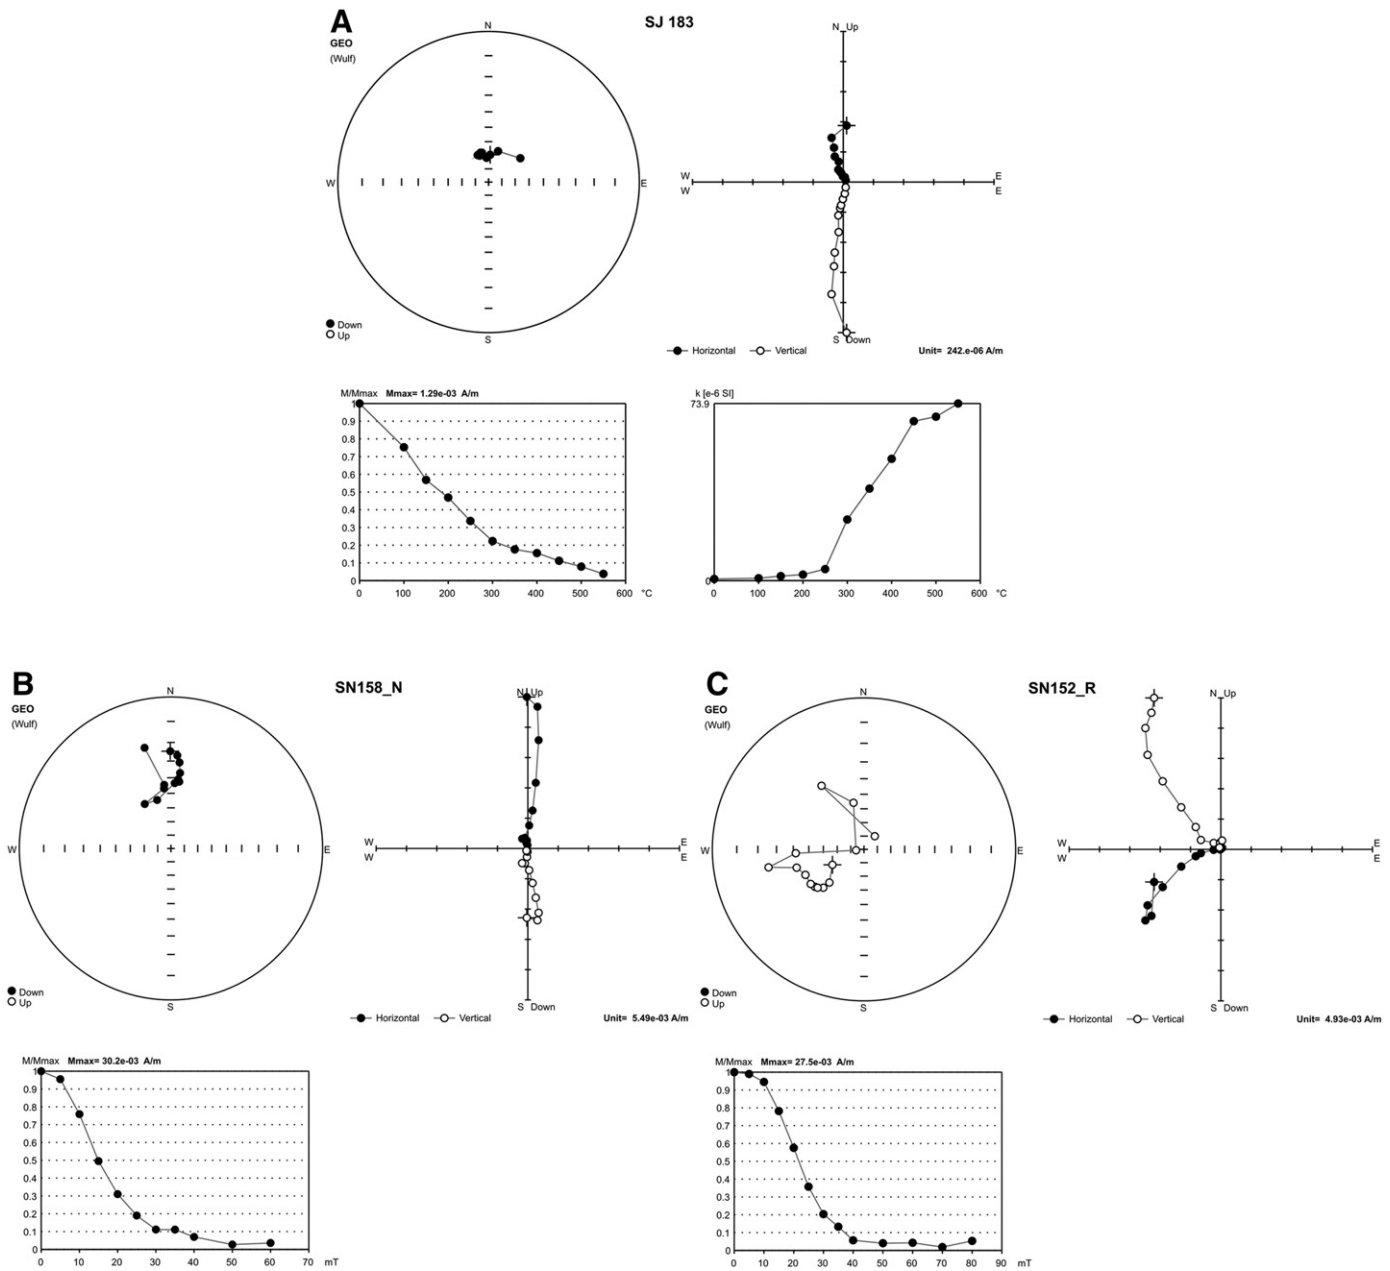 A
SJ 183
GEO
(Wulf)
N
W
E
S
Down
Up
N Up
W E
W E
S Down
Horizontal Vertical Unit= 242.e-06 A/m
M/Mmax Mmax= 1.29e-03 A/m
1
0.9
0.8
0.7
0.6
0.5
0.4
0.3
0.2
0.1
0
0 100 200 300 400 500 600 °C
k [e-6 SI]
73.9
0
0 100 200 300 400 500 600 °C
B
SN158_N
GEO
(Wulf)
N
W
E
S
Down
Up
N Up
W E
W E
S Down
Horizontal Vertical Unit= 5.49e-03 A/m
M/Mmax Mmax= 30.2e-03 A/m
1
0.9
0.8
0.7
0.6
0.5
0.4
0.3
0.2
0.1
0
0 10 20 30 40 50 60 70 mT
C
SN152_R
GEO
(Wulf)
N
W
E
S
Down
Up
N Up
W E
W E
S Down
Horizontal Vertical Unit= 4.93e-03 A/m
M/Mmax Mmax= 27.5e-03 A/m
1
0.9
0.8
0.7
0.6
0.5
0.4
0.3
0.2
0.1
0
0 10 20 30 40 50 60 70 80 90 mT